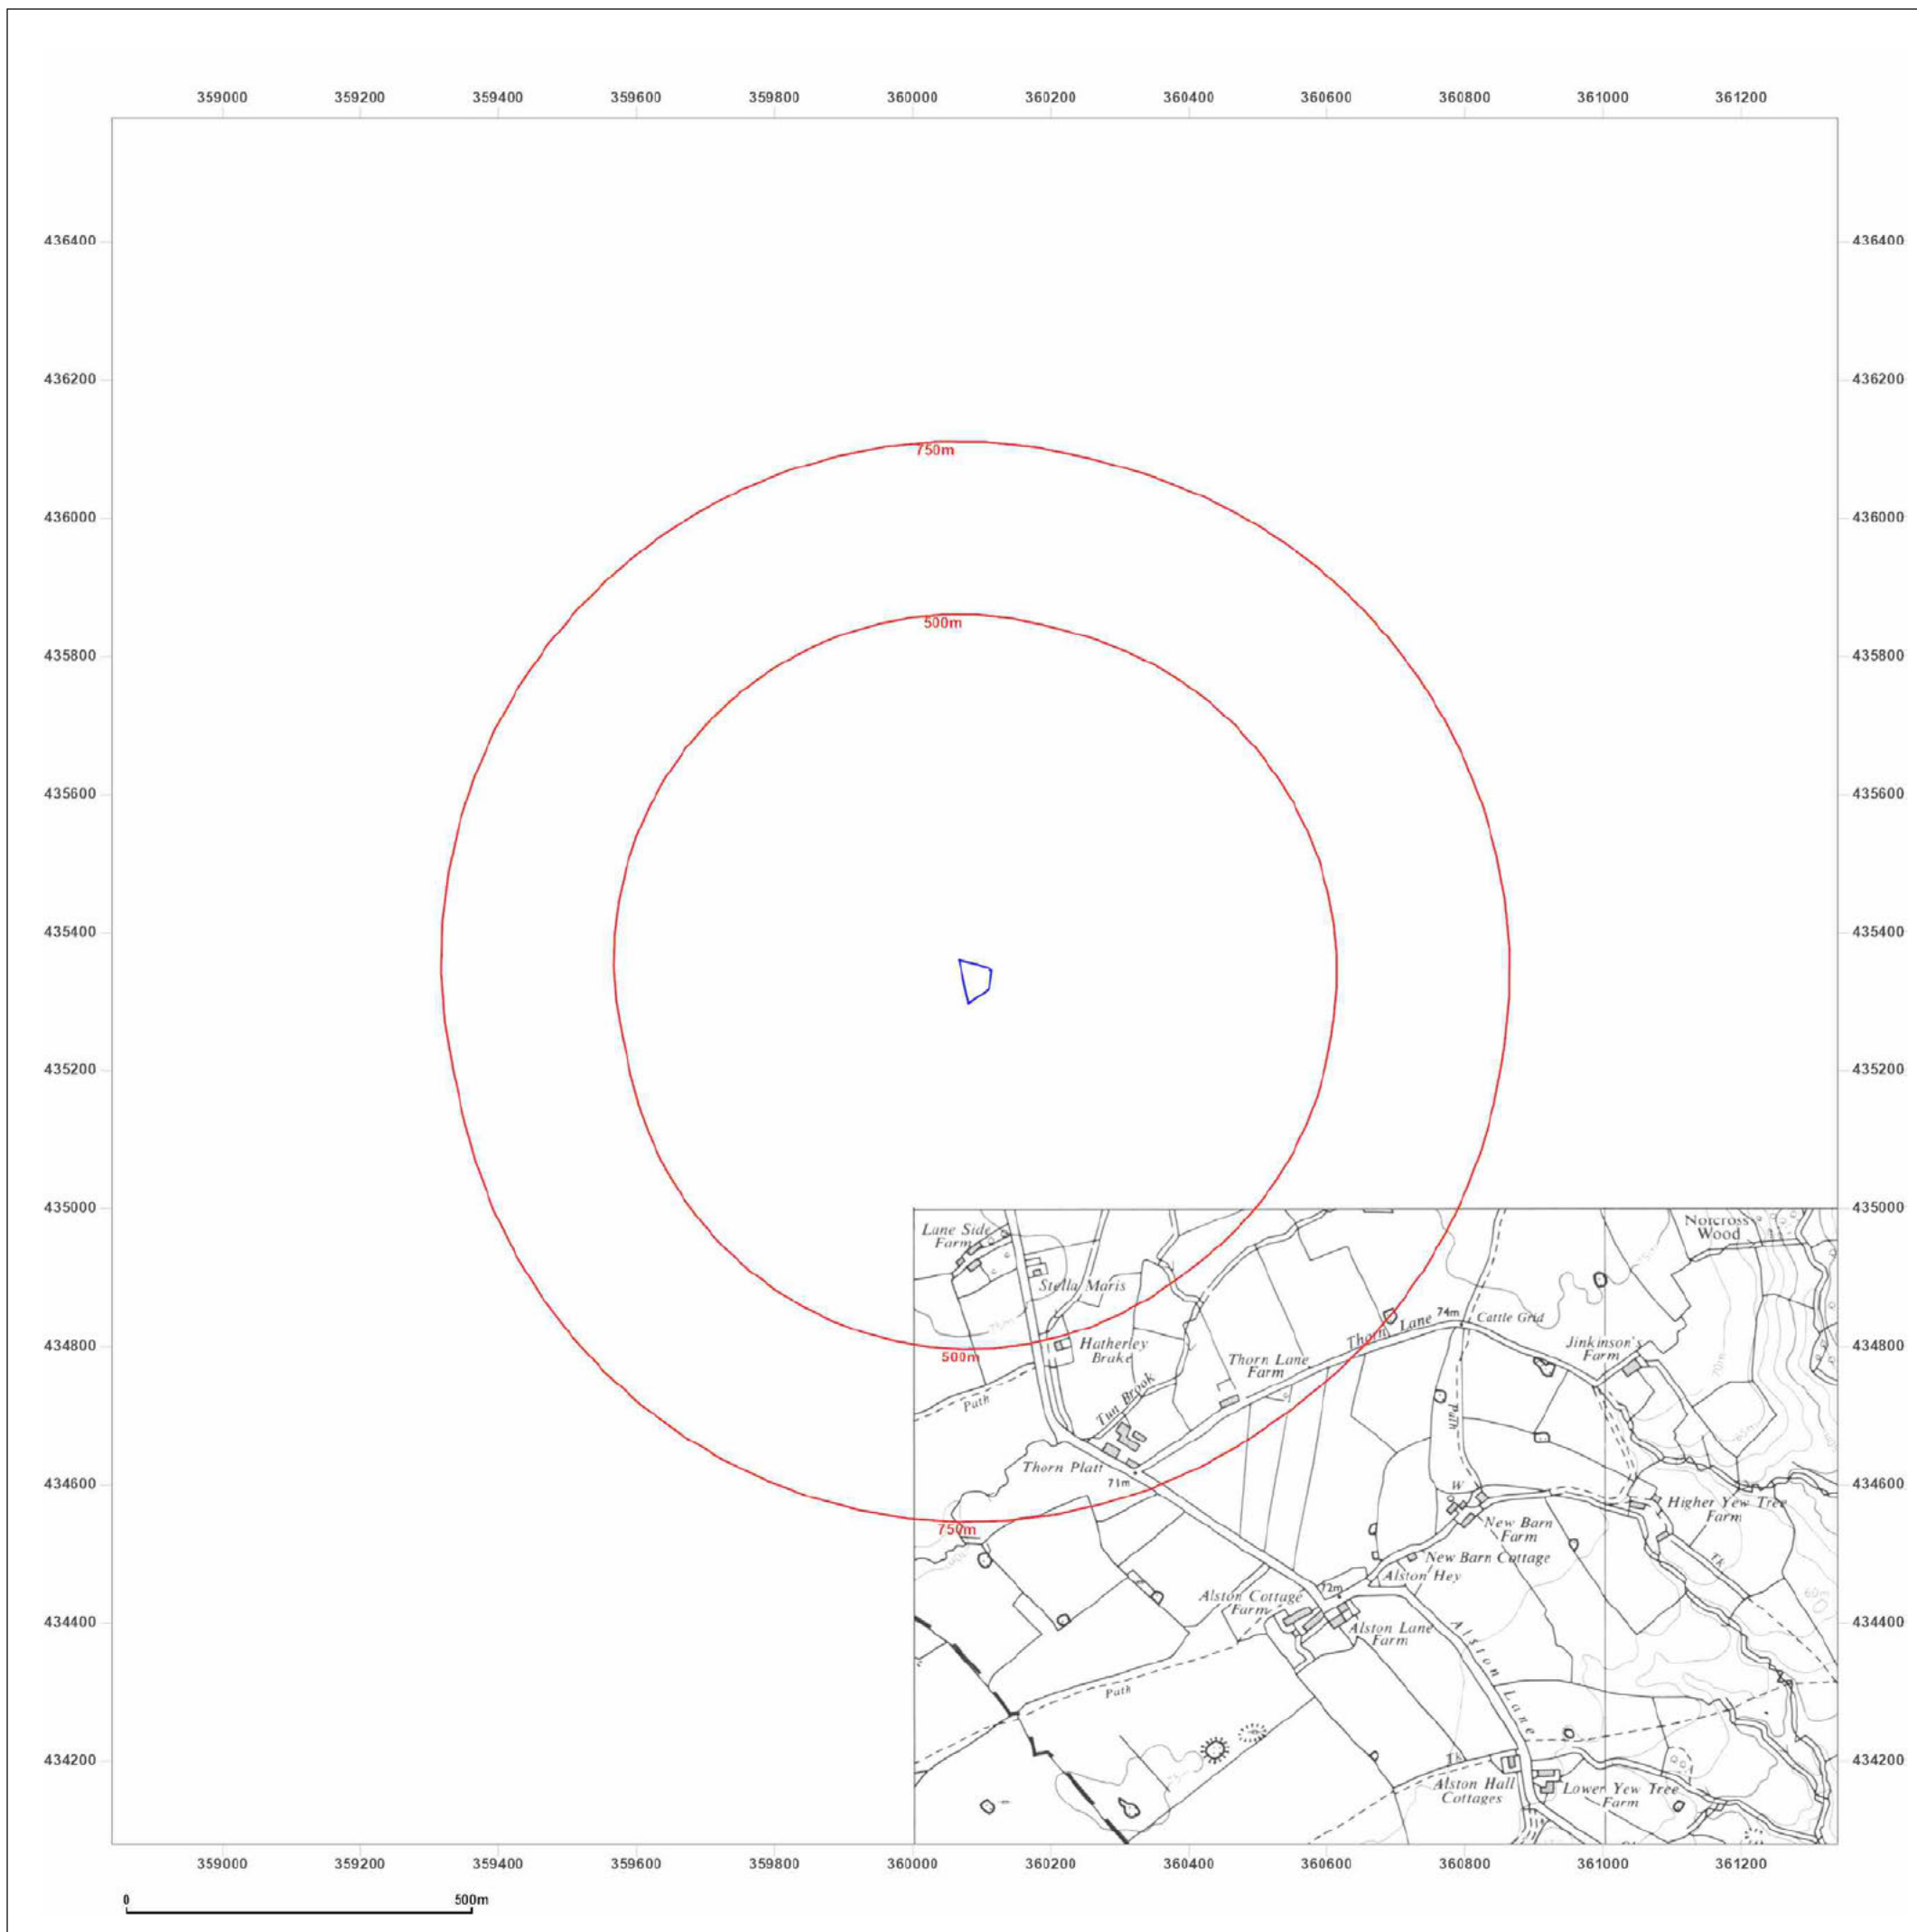 359000 359200 359400 359600 359800 360000 360200 360400 360600 360800 361000 361200
436400 436400
436200 436200
750m
436000 436000
435800 435800
500m
435600 435600
435400 435400
435200 435200
435000 435000
Lane Side
Farm
Norcross
Wood
Stella Maris
Hatherley
Brake
Thorn Lane 74m
Cattle Grid
Jinkinson's
Farm
434800 434800
500m
Thorn Lane
Farm
70m
Path
Tun Brook
Path
Thorn Platt
71m
434600 434600
W
Higher Yew Tree
Farm
750m
New Barn
Farm
New Barn Cottage
Tk
Alston Hey
72m
Alston Cottage
Farm
60m
434400 434400
Alston Lane
Farm
Alston Lane
Path
434200 434200
Tk
Alston Hall
Cottages
Lower Yew Tree
Farm
359000 359200 359400 359600 359800 360000 360200 360400 360600 360800 361000 361200
0 500m